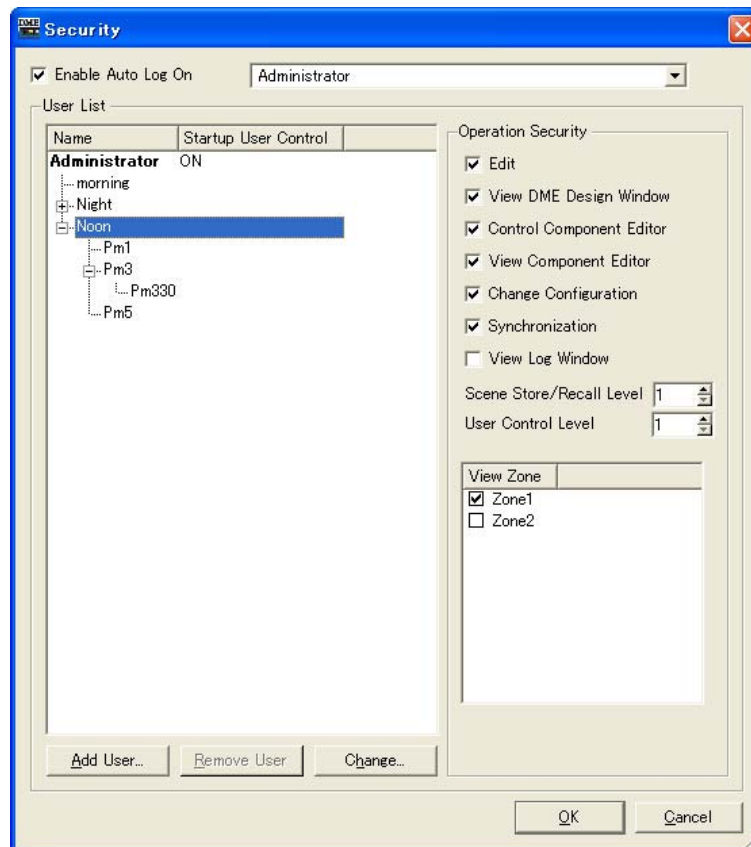 DME
Security
Enable Auto Log On
Administrator
User List
Name
Startup User Control
Administrator ON
morning
Night
Noon
Pm1
Pm3
Pm330
Pm5
Add User...
Remove User
Change...
Operation Security
Edit
View DME Design Window
Control Component Editor
View Component Editor
Change Configuration
Synchronization
View Log Window
Scene Store/Recall Level 1
User Control Level 1
View Zone
Zone1
Zone2
OK
Cancel